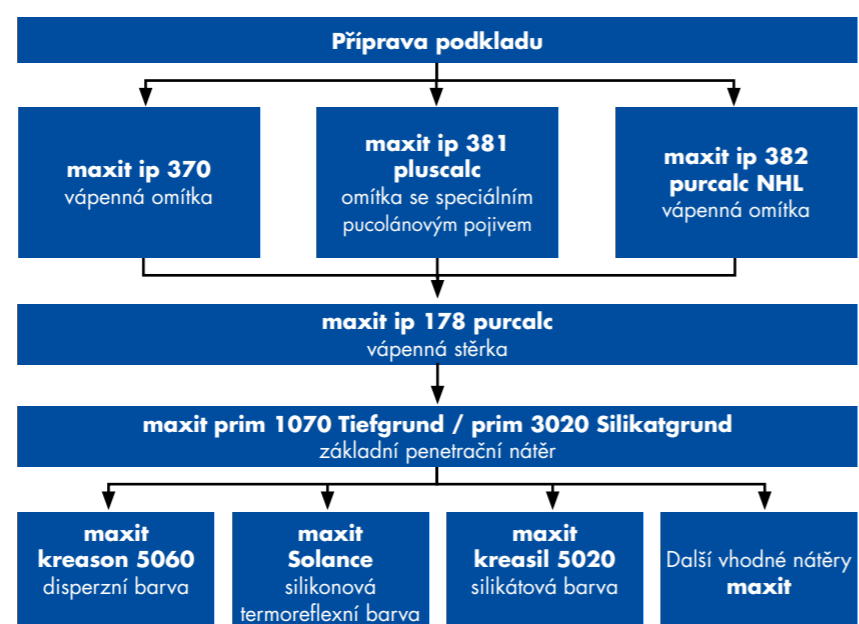 Příprava podkladu
maxit ip 370
vápenná omítka
maxit ip 381
pluscalc
omítka se speciálním
pucolánovým pojivem
maxit ip 382
purcalc NHL
vápenná omítka
maxit ip 178 purcalc
vápenná stěrka
maxit prim 1070 Tiefgrund / prim 3020 Silikatgrund
základní penetrační nátěr
maxit
kreason 5060
disperzní barva
maxit
Solance
silikonová
termoreflexní barva
maxit
kreasil 5020
silikátová barva
Další vhodné nátěry
maxit